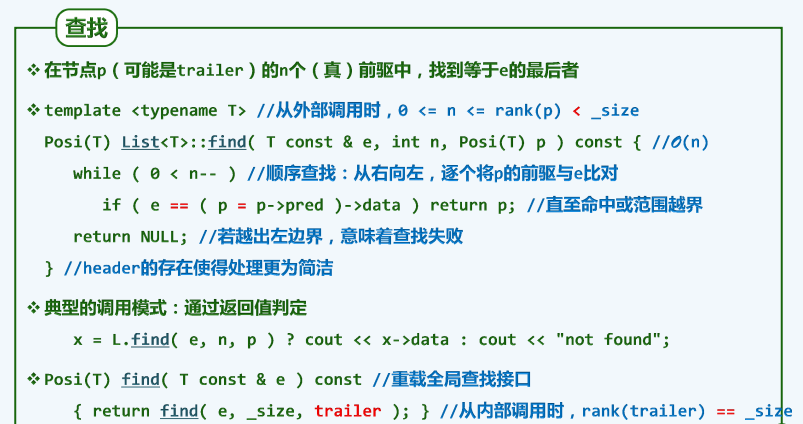 查找
❖ 在节点p（可能是trailer）的n个（真）前驱中，找到等于e的最后者
❖ template <typename T> //从外部调用时，0 <= n <= rank(p) < _size
Posi(T) List<T>::find( T const & e, int n, Posi(T) p ) const { //O(n)
while ( 0 < n-- ) //顺序查找：从右向左，逐个将p的前驱与e比对
if ( e == ( p = p->pred )->data ) return p; //直至命中或范围越界
return NULL; //若越出左边界，意味着查找失败
} //header的存在使得处理更为简洁
❖ 典型的调用模式：通过返回值判定
x = L.find( e, n, p ) ? cout << x->data : cout << "not found";
❖ Posi(T) find( T const & e ) const //重载全局查找接口
{ return find( e, _size, trailer ); } //从内部调用时，rank(trailer) == _size